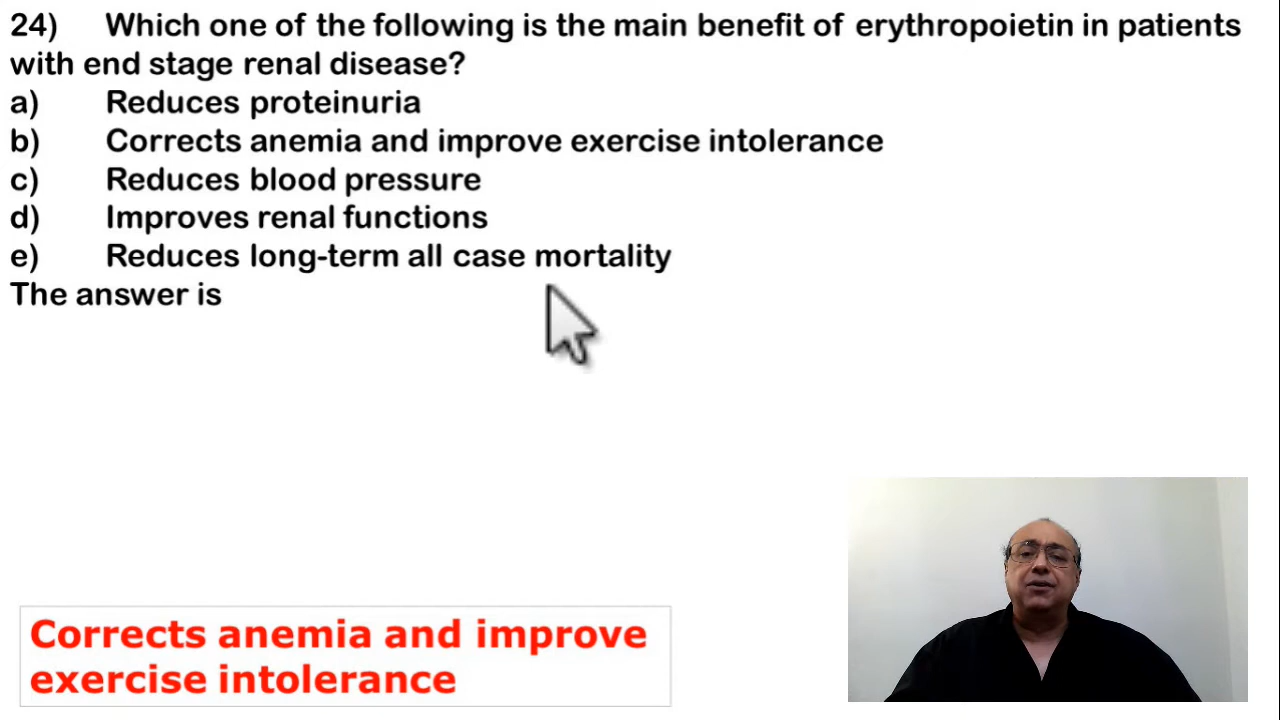 24) Which one of the following is the main benefit of erythropoietin in patients
with end stage renal disease?
a) Reduces proteinuria
b) Corrects anemia and improve exercise intolerance
c) Reduces blood pressure
d) Improves renal functions
e) Reduces long-term all case mortality
The answer is
Corrects anemia and improve
exercise intolerance